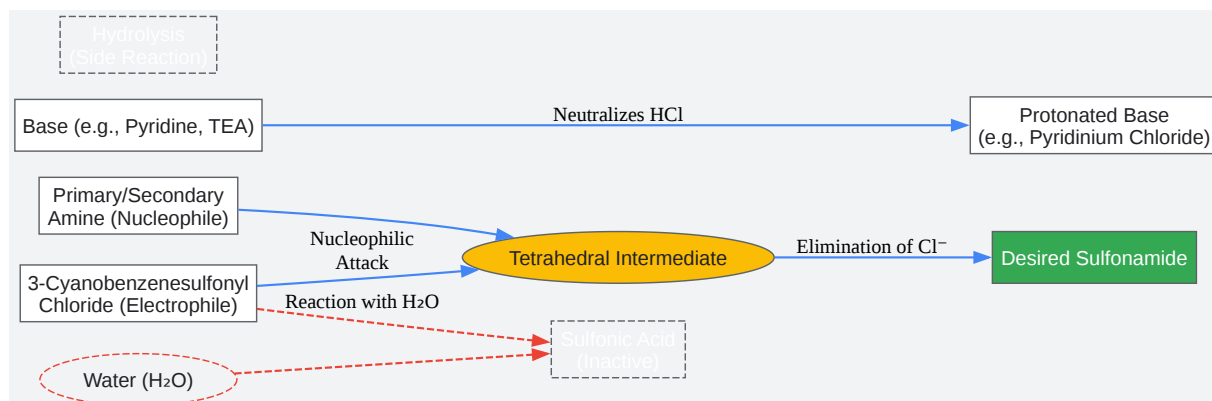 Hydrolysis
(Side Reaction)
Base (e.g., Pyridine, TEA)
Neutralizes HCl
Protonated Base
(e.g., Pyridinium Chloride)
Primary/Secondary
Amine (Nucleophile)
Nucleophilic
Attack
Tetrahedral Intermediate
Elimination of Cl⁻
Desired Sulfonamide
3-Cyanobenzenesulfonyl
Chloride (Electrophile)
Reaction with H₂O
Sulfonic Acid
(Inactive)
Water (H₂O)